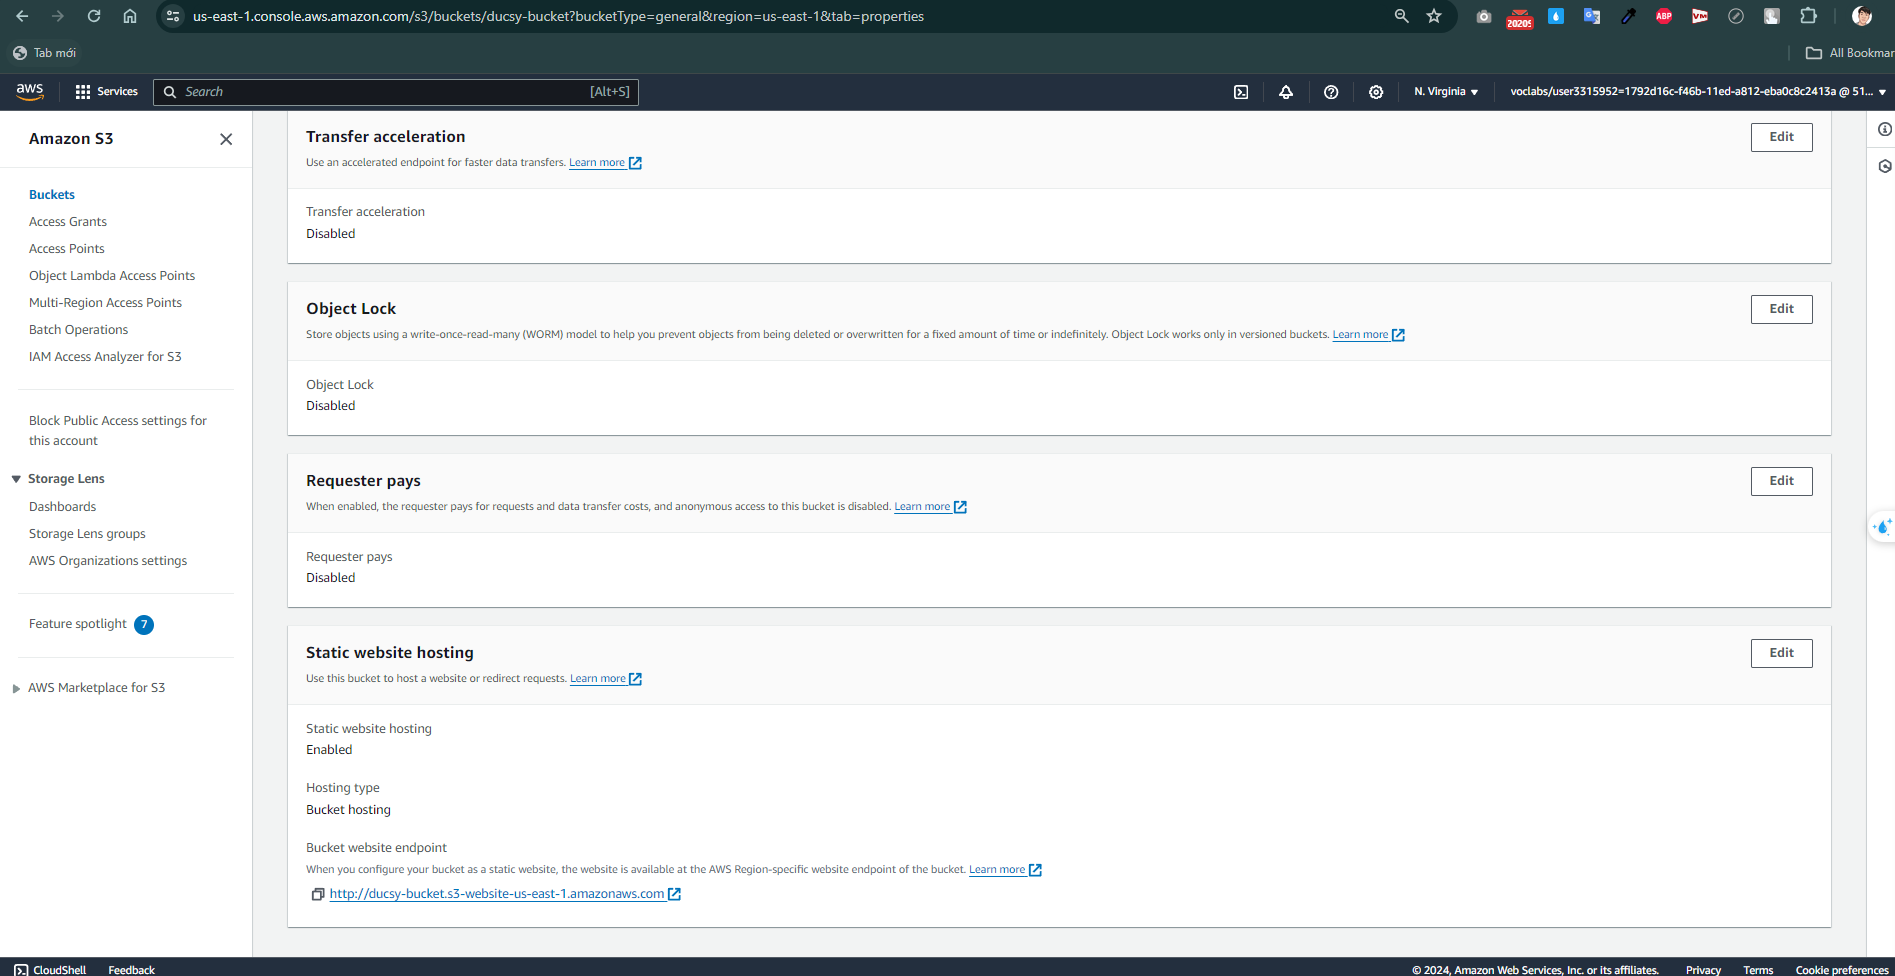 us-east-1.console.aws.amazon.com/s3/buckets/ducsy-bucket?bucketType=general&region=us-east-1&tab=properties
2020$
ABP
VM
Tab mới
All Bookmar
aws
Services
Search
[Alt+S]
N. Virginia
voclabs/user3315952=1792d16c-f46b-11ed-a812-eba0c8c2413a @ 51...
Amazon S3
Buckets
Access Grants
Access Points
Object Lambda Access Points
Multi-Region Access Points
Batch Operations
IAM Access Analyzer for S3
Block Public Access settings for
this account
Storage Lens
Dashboards
Storage Lens groups
AWS Organizations settings
Feature spotlight 7
AWS Marketplace for S3
Transfer acceleration
Edit
Use an accelerated endpoint for faster data transfers. Learn more
Transfer acceleration
Disabled
Object Lock
Edit
Store objects using a write-once-read-many (WORM) model to help you prevent objects from being deleted or overwritten for a fixed amount of time or indefinitely. Object Lock works only in versioned buckets. Learn more
Object Lock
Disabled
Requester pays
Edit
When enabled, the requester pays for requests and data transfer costs, and anonymous access to this bucket is disabled. Learn more
Requester pays
Disabled
Static website hosting
Edit
Use this bucket to host a website or redirect requests. Learn more
Static website hosting
Enabled
Hosting type
Bucket hosting
Bucket website endpoint
When you configure your bucket as a static website, the website is available at the AWS Region-specific website endpoint of the bucket. Learn more
http://ducsy-bucket.s3-website-us-east-1.amazonaws.com
CloudShell
Feedback
© 2024, Amazon Web Services, Inc. or its affiliates.
Privacy
Terms
Cookie preferences